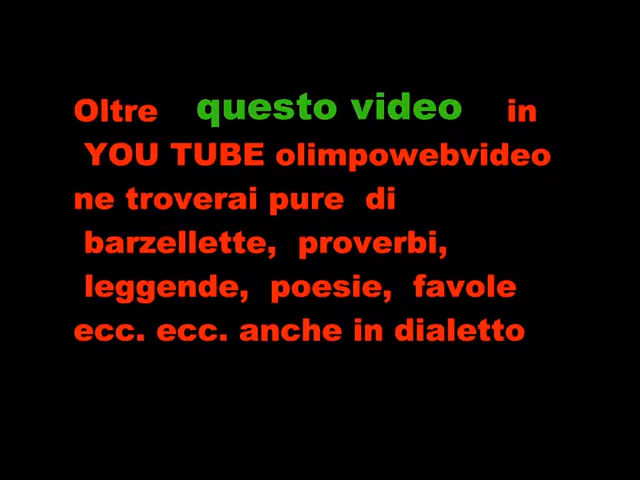 Oltre questo video in
YOU TUBE olimpowebvideo
ne troverai pure di
barzellette, proverbi,
leggende, poesie, favole
ecc. ecc. anche in dialetto